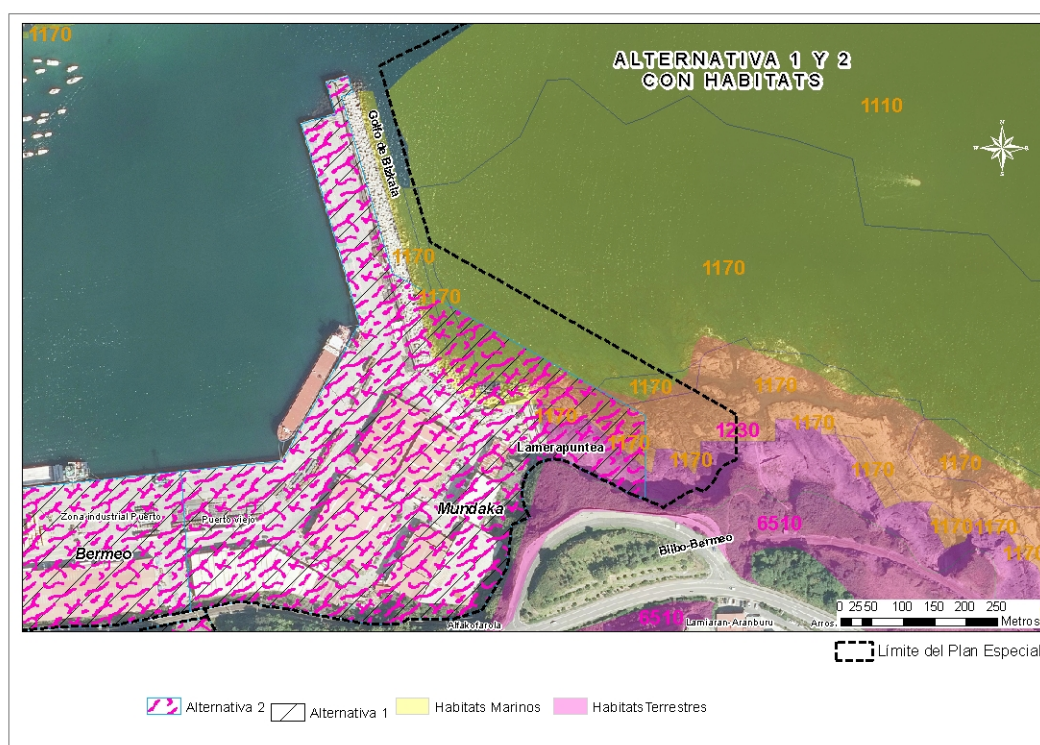 1170
ALTERNATIVA 1 Y 2
CON HABITATS
1110
N
W E
S
Golfo de Bizkaia
1170
1170
1170
1170
1170
1170
1230
1170
1170
1170
Lamerapuntea
1170
1170
1170
Mundaka
Zona industrial Puerto
Puerto viejo
6510
1170
1170
Bermeo
Bilbo-Bermeo
1170
0 25 50 100 150 200 250
Metros
Alfakofarola
6510
Lamiaran-Aranburu
Arros.
Límite del Plan Especial
Alternativa 2
Alternativa 1
Habitats Marinos
Habitats Terrestres